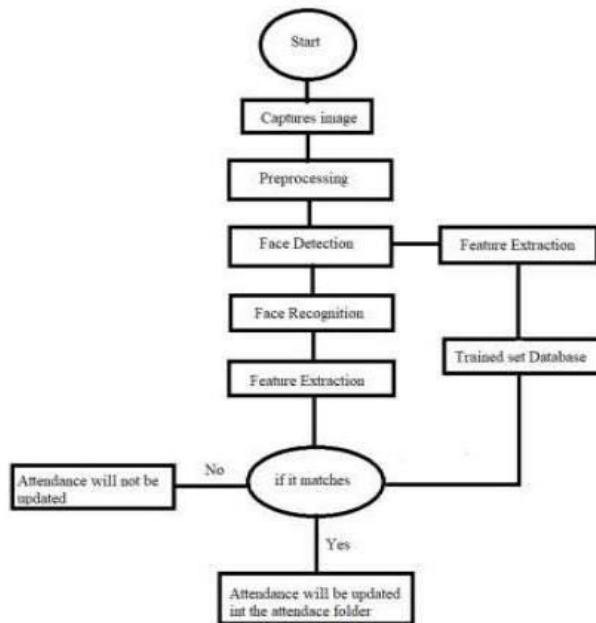 Start
Captures image
Preprocessing
Face Detection
Feature Extraction
Face Recognition
Trained set Database
Feature Extraction
if it matches
No
Attendance will not be
updated
Yes
Attendance will be updated
int the attendace folder